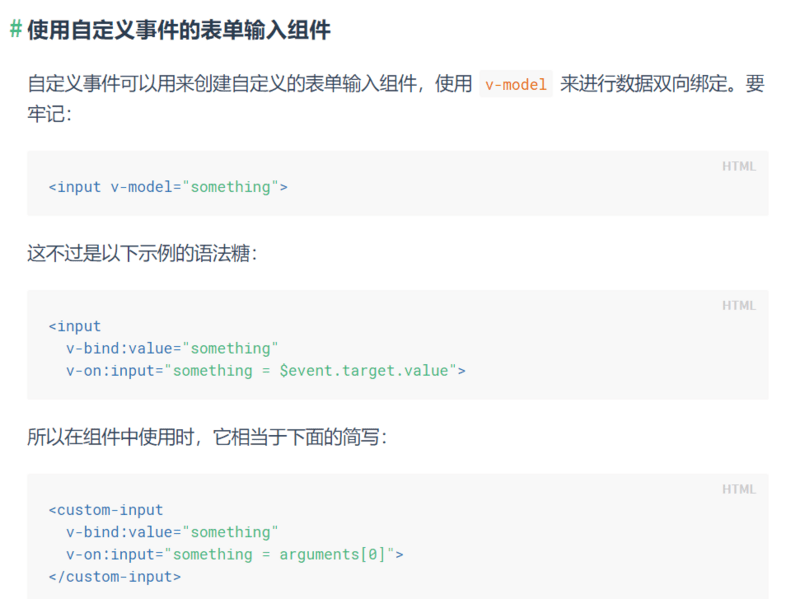 # 使用自定义事件的表单输入组件
自定义事件可以用来创建自定义的表单输入组件，使用 v-model 来进行数据双向绑定。要
牢记：
HTML
<input v-model="something">
这不过是以下示例的语法糖：
HTML
<input
  v-bind:value="something"
  v-on:input="something = $event.target.value">
所以在组件中使用时，它相当于下面的简写：
HTML
<custom-input
  v-bind:value="something"
  v-on:input="something = arguments[0]">
</custom-input>